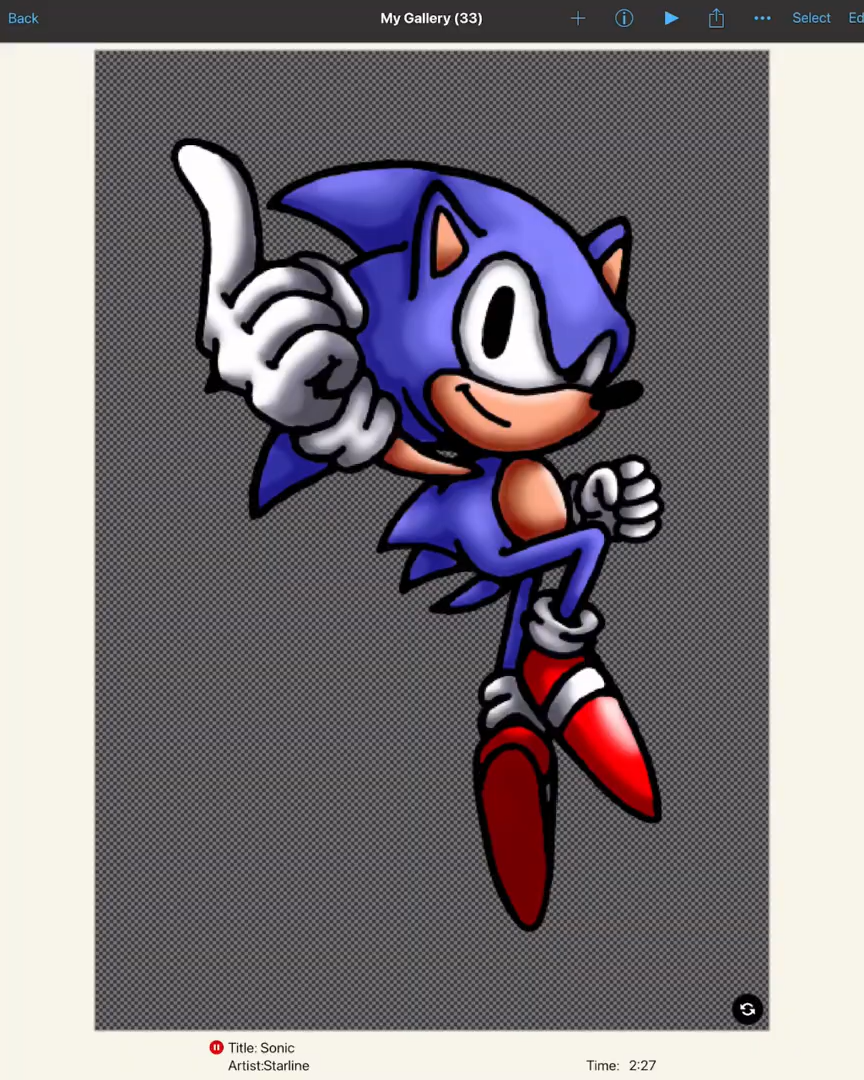 Back
My Gallery (33)
Select
Ed
Title: Sonic
Artist:Starline
Time: 2:27